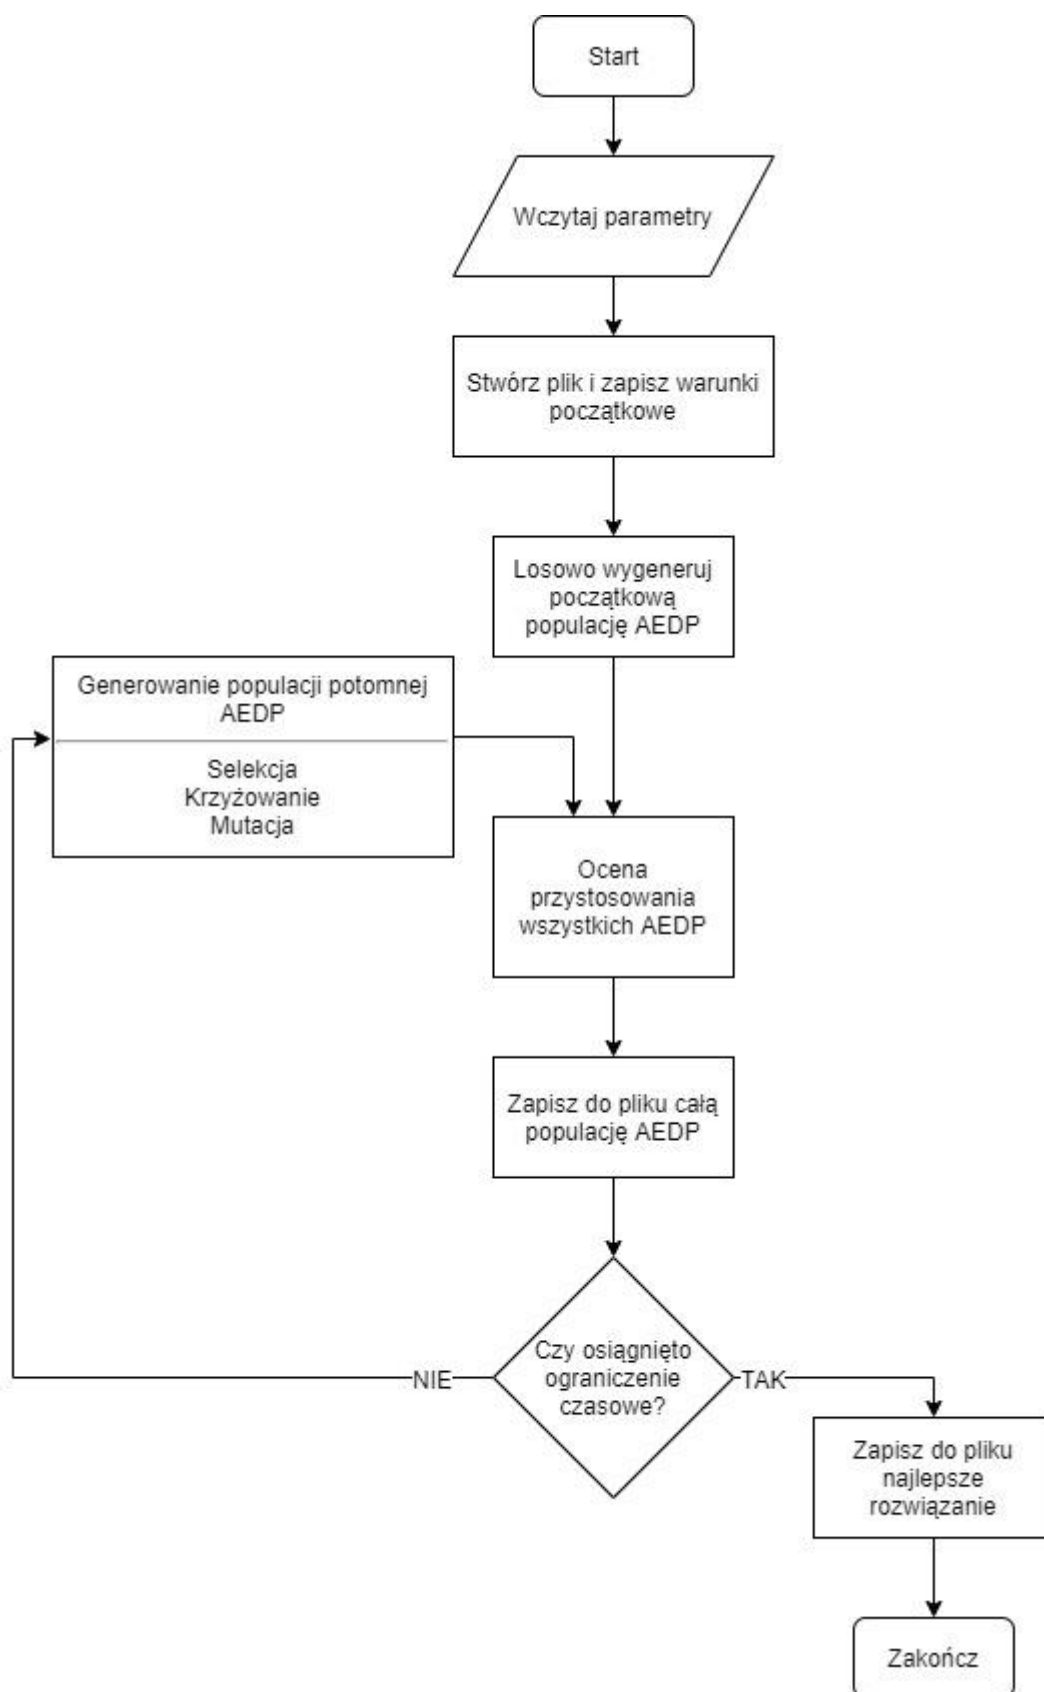 Start
Wczytaj parametry
Stwórz plik i zapisz warunki
początkowe
Losowo wygeneruj
początkową
populację AEDP
Generowanie populacji potomnej
AEDP
Selekcja
Krzyżowanie
Mutacja
Ocena
przystosowania
wszystkich AEDP
Zapisz do pliku całą
populację AEDP
Czy osiągnięto
ograniczenie
czasowe?
NIE
TAK
Zapisz do pliku
najlepsze
rozwiązanie
Zakończ